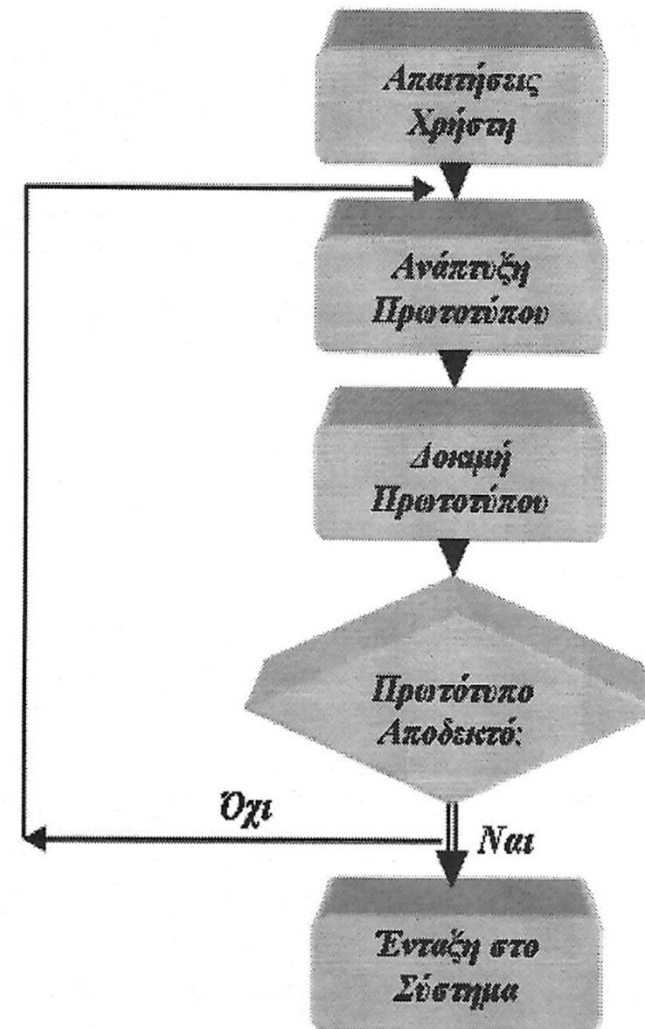 Απαιτήσεις
Χρήστη
Ανάπτυξη
Πρωτοτύπου
Δοκιμή
Πρωτοτύπου
Πρωτότυπο
Αποδεκτό;
Όχι
Ναι
Ένταξη στο
Σύστημα